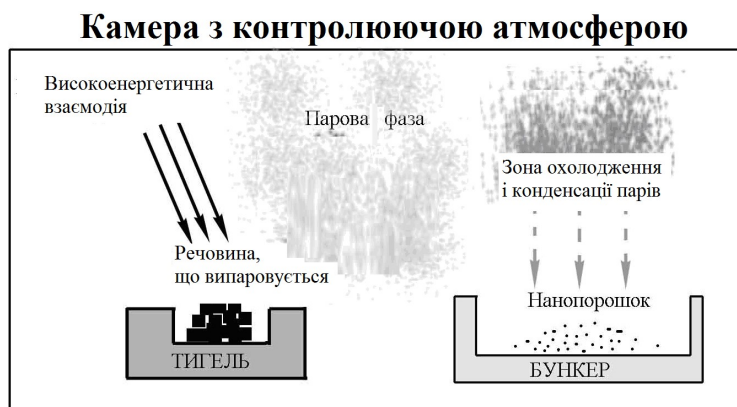 Камера з контролюючою атмосферою
Високоенергетична
взаємодія
Парова фаза
Зона охолодження
і конденсації парів
Речовина,
що випаровується
Нанопорошок
ТИГЕЛЬ
БУНКЕР